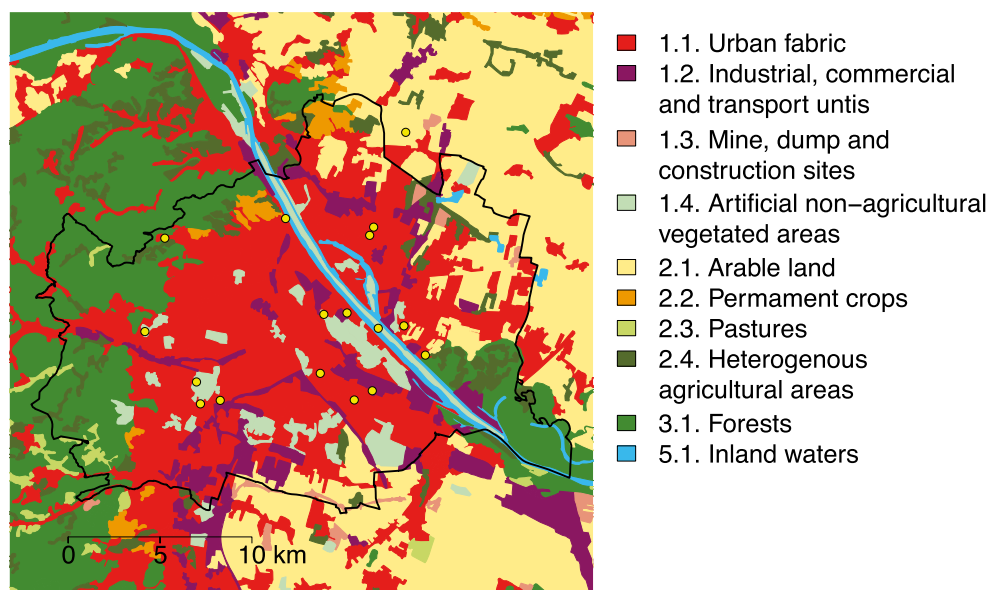 1.1. Urban fabric
1.2. Industrial, commercial
and transport untis
1.3. Mine, dump and
construction sites
1.4. Artificial non−agricultural
vegetated areas
2.1. Arable land
2.2. Permament crops
2.3. Pastures
2.4. Heterogenous
agricultural areas
3.1. Forests
5.1. Inland waters
0 5 10 km